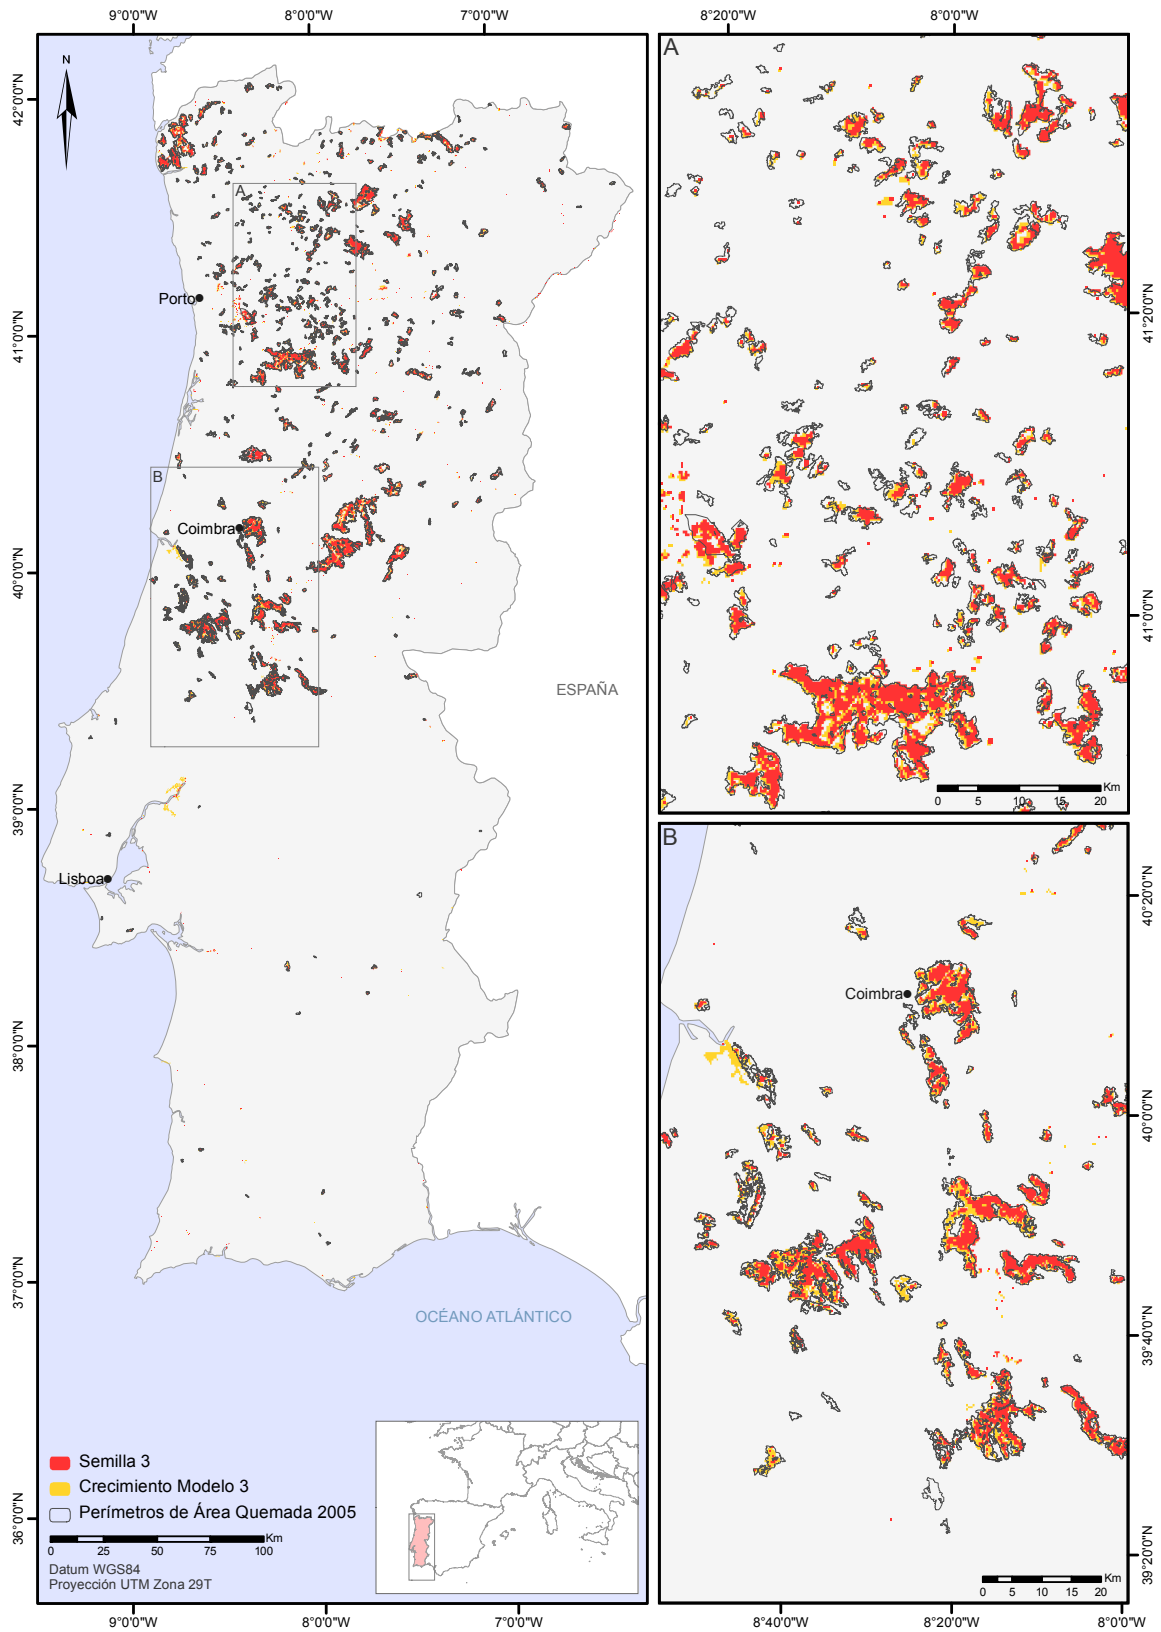 9°0'0"W 8°0'0"W 7°0'0"W
8°20'0"W 8°0'0"W
N
A
B
Porto
Coimbra
Lisboa
ESPAÑA
OCÉANO ATLÁNTICO
42°0'0"N
41°0'0"N
40°0'0"N
39°0'0"N
38°0'0"N
37°0'0"N
36°0'0"N
Semilla 3
Crecimiento Modelo 3
Perímetros de Área Quemada 2005
Km
0 25 50 75 100
Datum WGS84
Proyección UTM Zona 29T
9°0'0"W 8°0'0"W 7°0'0"W
A
41°20'0"N
41°0'0"N
Km
0 5 10 15 20
B
Coimbra
40°20'0"N
40°0'0"N
39°40'0"N
39°20'0"N
Km
0 5 10 15 20
8°40'0"W 8°20'0"W 8°0'0"W